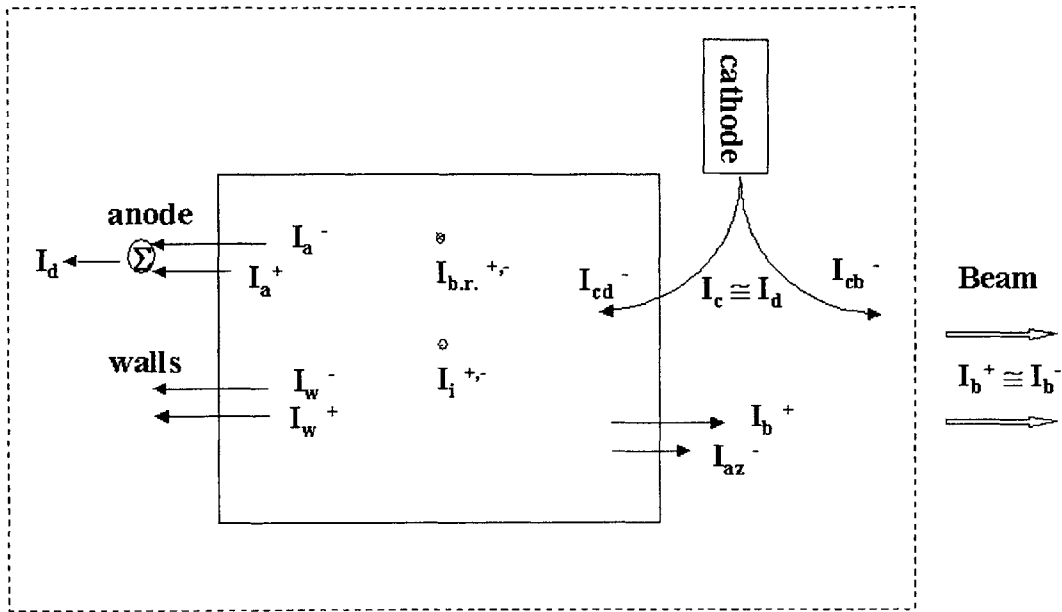 cathode
anode
I_a^-
I_d
Σ
I_a^+
I_b.r.^+,-
I_cd^-
I_c ≅ I_d
I_cb^-
Beam
walls
I_w^-
I_w^+
I_i^+,-
I_b^+
I_az^-
I_b^+ ≅ I_b^-